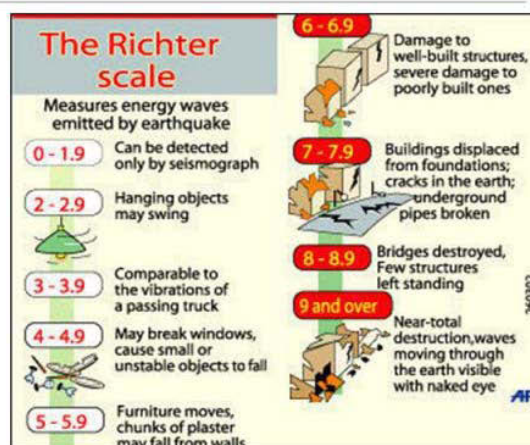 The Richter
scale
Measures energy waves
emitted by earthquake
0 - 1.9
Can be detected
only by seismograph
2 - 2.9
Hanging objects
may swing
3 - 3.9
Comparable to
the vibrations of
a passing truck
4 - 4.9
May break windows,
cause small or
unstable objects to fall
5 - 5.9
Furniture moves,
chunks of plaster
may fall from walls
6 - 6.9
Damage to
well-built structures,
severe damage to
poorly built ones
7 - 7.9
Buildings displaced
from foundations;
cracks in the earth;
underground
pipes broken
8 - 8.9
Bridges destroyed,
Few structures
left standing
9 and over
Near-total
destruction,waves
moving through
the earth visible
with naked eye